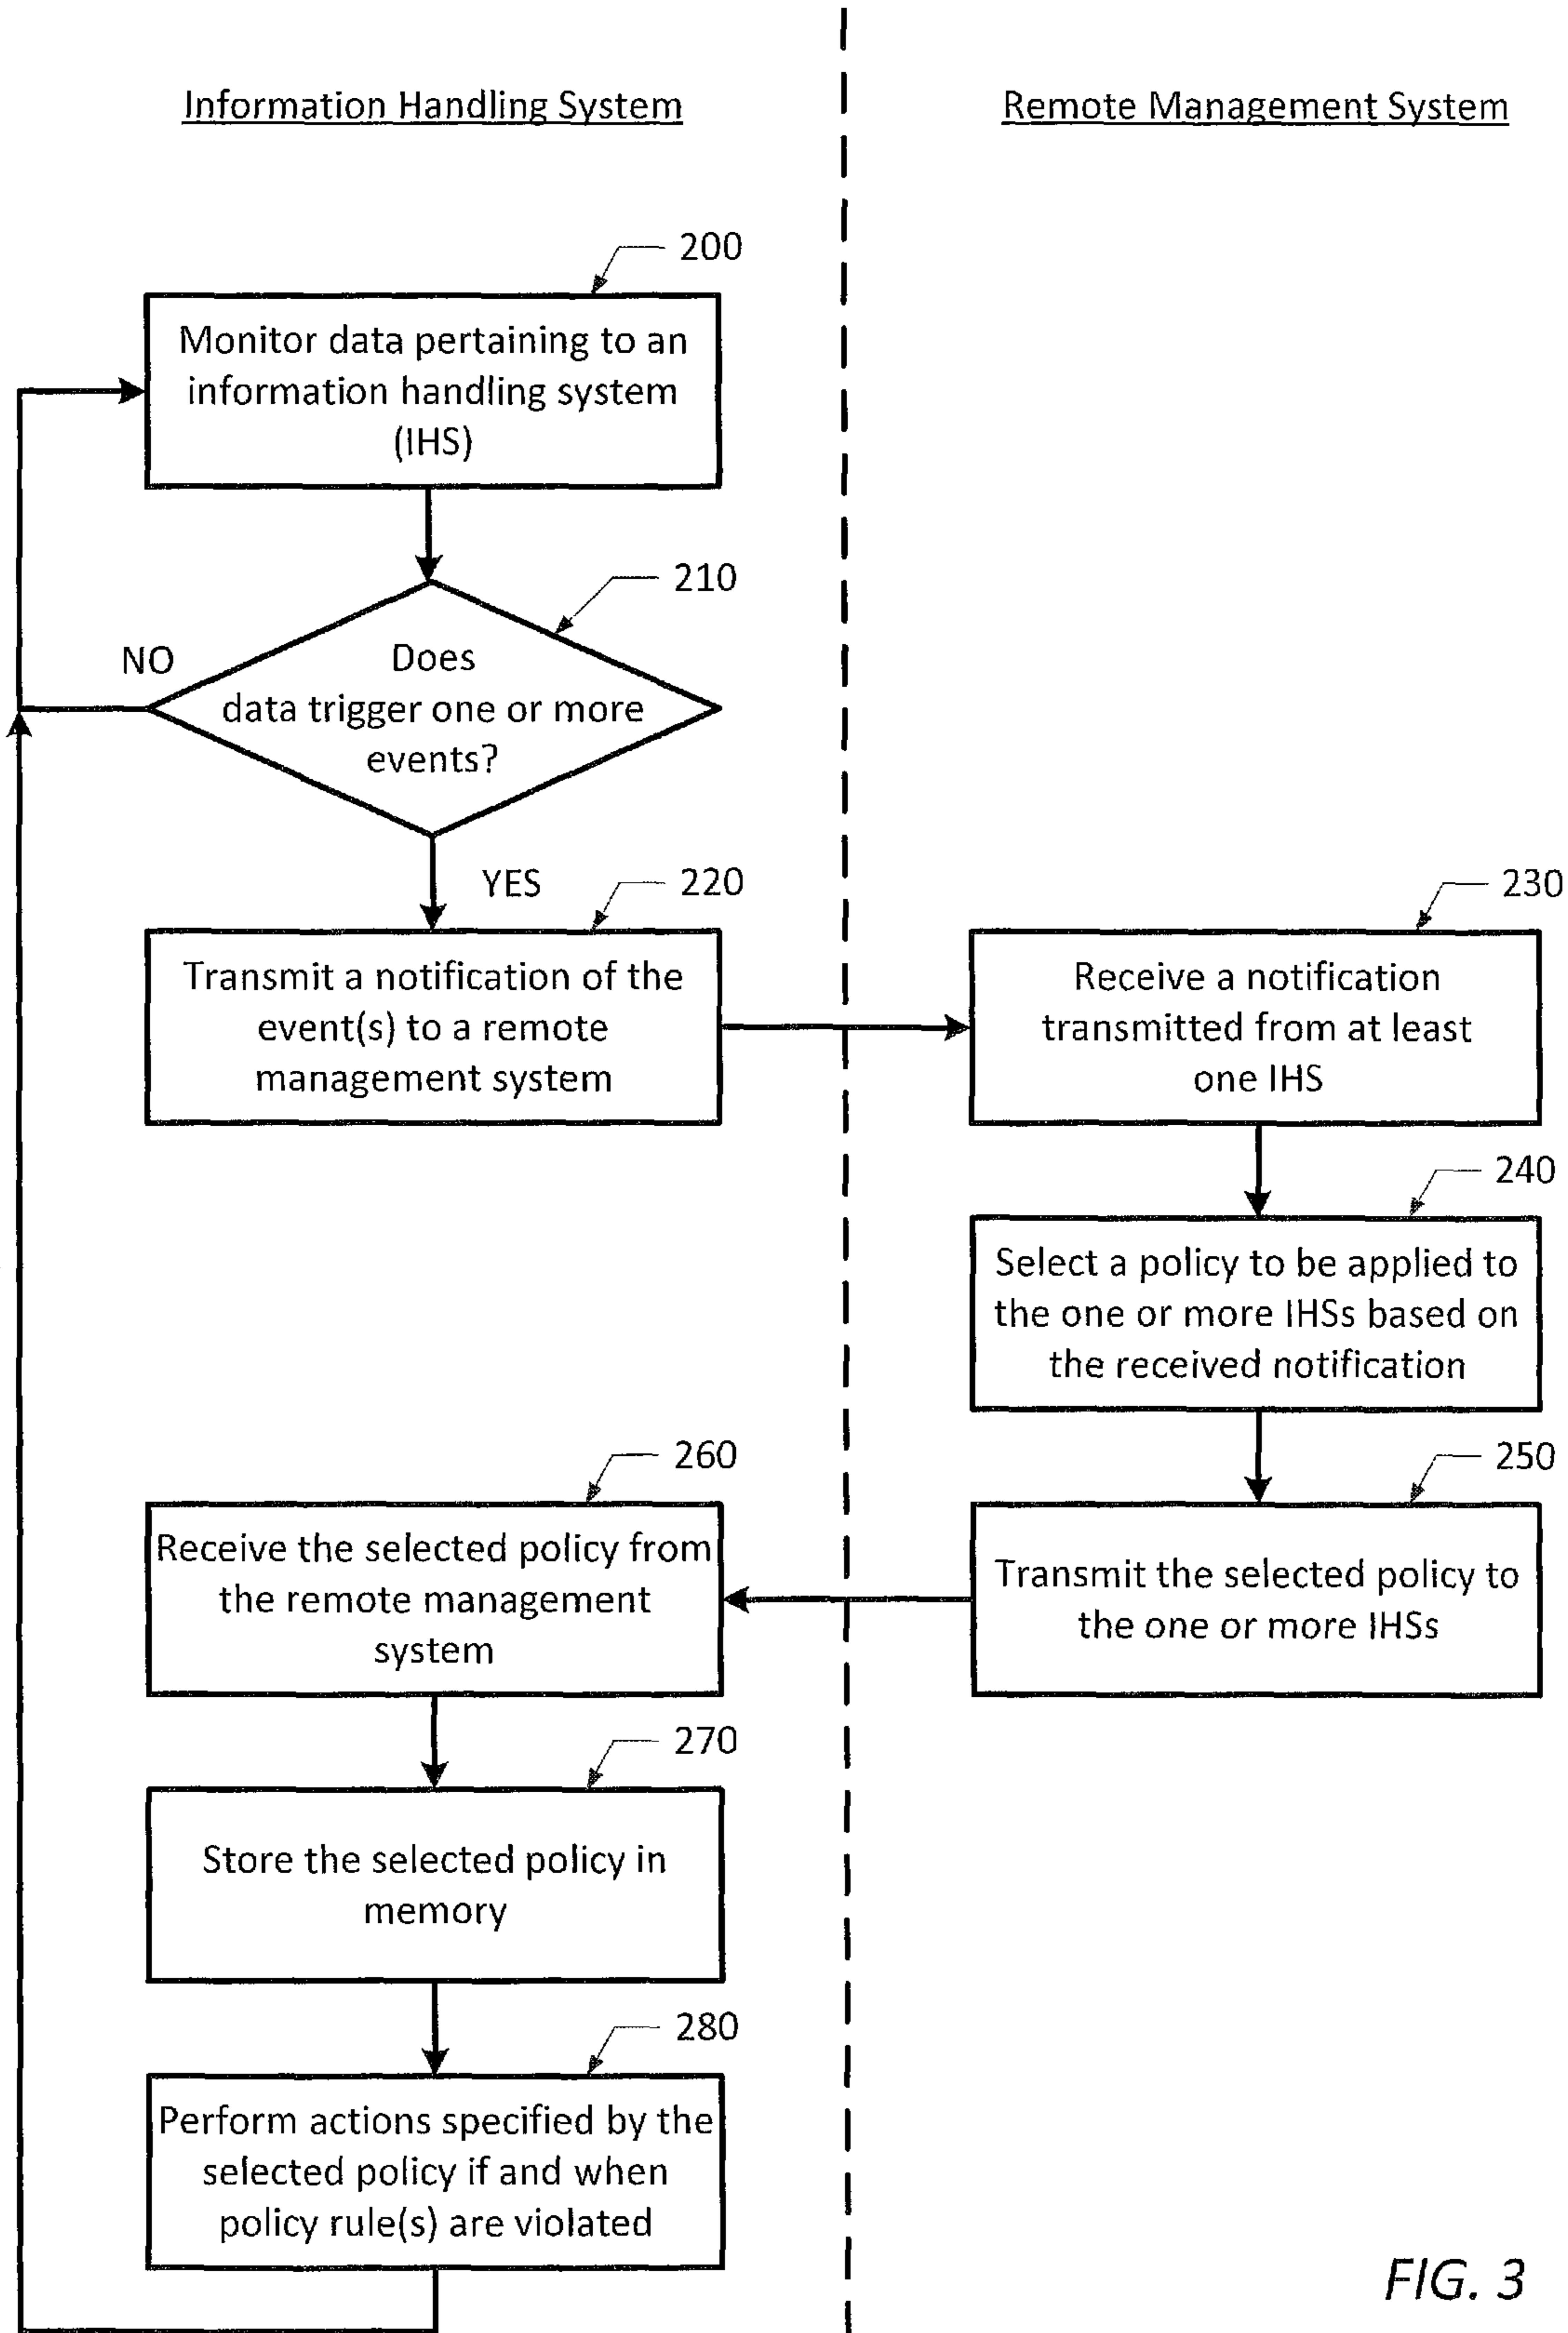 Information Handling System
Remote Management System
200
Monitor data pertaining to an
information handling system
(IHS)
210
NO
Does
data trigger one or more
events?
YES
220
Transmit a notification of the
event(s) to a remote
management system
230
Receive a notification
transmitted from at least
one IHS
240
Select a policy to be applied to
the one or more IHSs based on
the received notification
250
Transmit the selected policy to
the one or more IHSs
260
Receive the selected policy from
the remote management
system
270
Store the selected policy in
memory
280
Perform actions specified by the
selected policy if and when
policy rule(s) are violated
FIG. 3